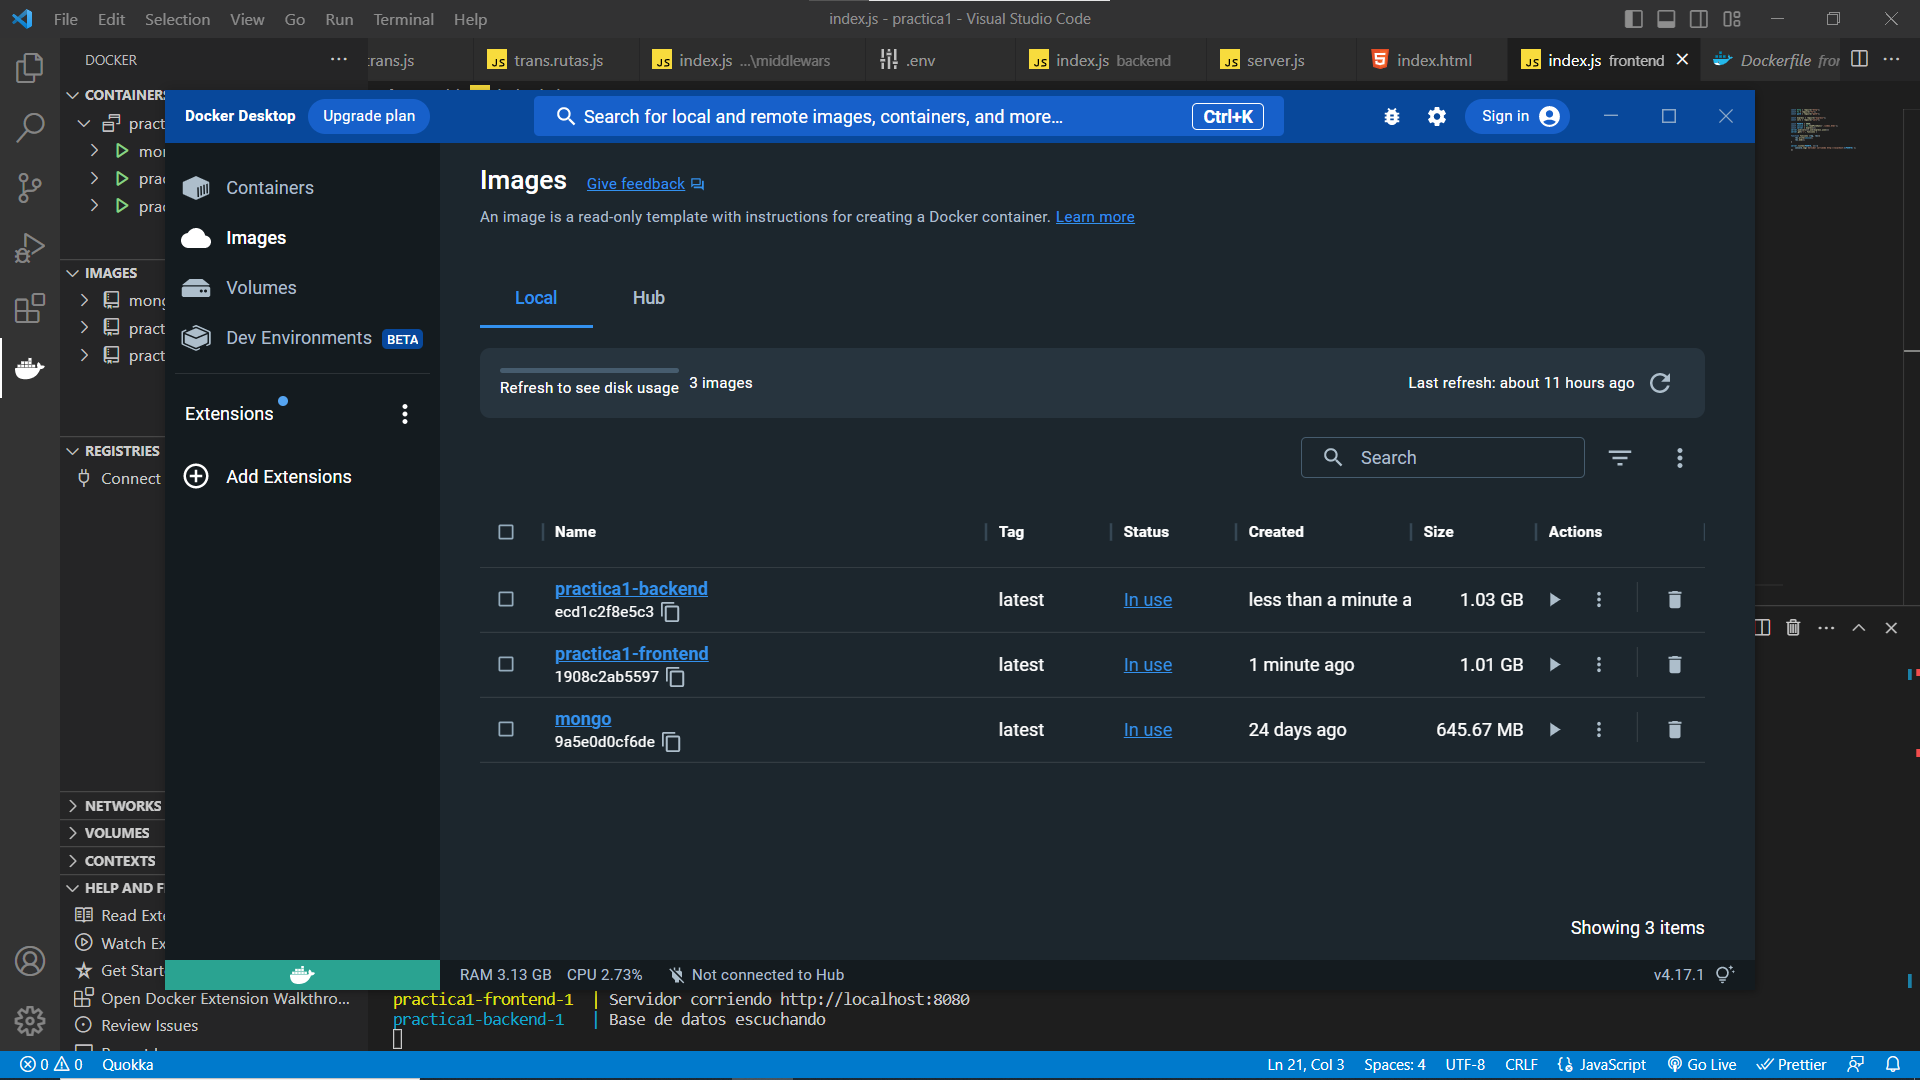 File Edit Selection View Go Run Terminal Help
index.js - practica1 - Visual Studio Code
DOCKER
trans.js
JS trans.rutas.js
JS index.js ...\middlewars
.env
JS index.js backend
JS server.js
index.html
JS index.js frontend
Dockerfile fror
CONTAINERS
pract
mon
prac
prac
IMAGES
mong
pract
pract
REGISTRIES
Connect
NETWORKS
VOLUMES
CONTEXTS
HELP AND F
Read Exte
Watch Ex
Get Start
Open Docker Extension Walkthro...
Review Issues
Docker Desktop
Upgrade plan
Search for local and remote images, containers, and more...
Ctrl+K
Sign in
Containers
Images
Volumes
Dev Environments BETA
Extensions
Add Extensions
Images Give feedback
An image is a read-only template with instructions for creating a Docker container. Learn more
Local Hub
Refresh to see disk usage 3 images
Last refresh: about 11 hours ago
Search
Name Tag Status Created Size Actions
practica1-backend
ecd1c2f8e5c3
latest In use less than a minute a 1.03 GB
practica1-frontend
1908c2ab5597
latest In use 1 minute ago 1.01 GB
mongo
9a5e0d0cf6de
latest In use 24 days ago 645.67 MB
Showing 3 items
RAM 3.13 GB CPU 2.73% Not connected to Hub
v4.17.1
practica1-frontend-1 | Servidor corriendo http://localhost:8080
practica1-backend-1 | Base de datos escuchando
0 0 Quokka
Ln 21, Col 3 Spaces: 4 UTF-8 CRLF JavaScript Go Live Prettier